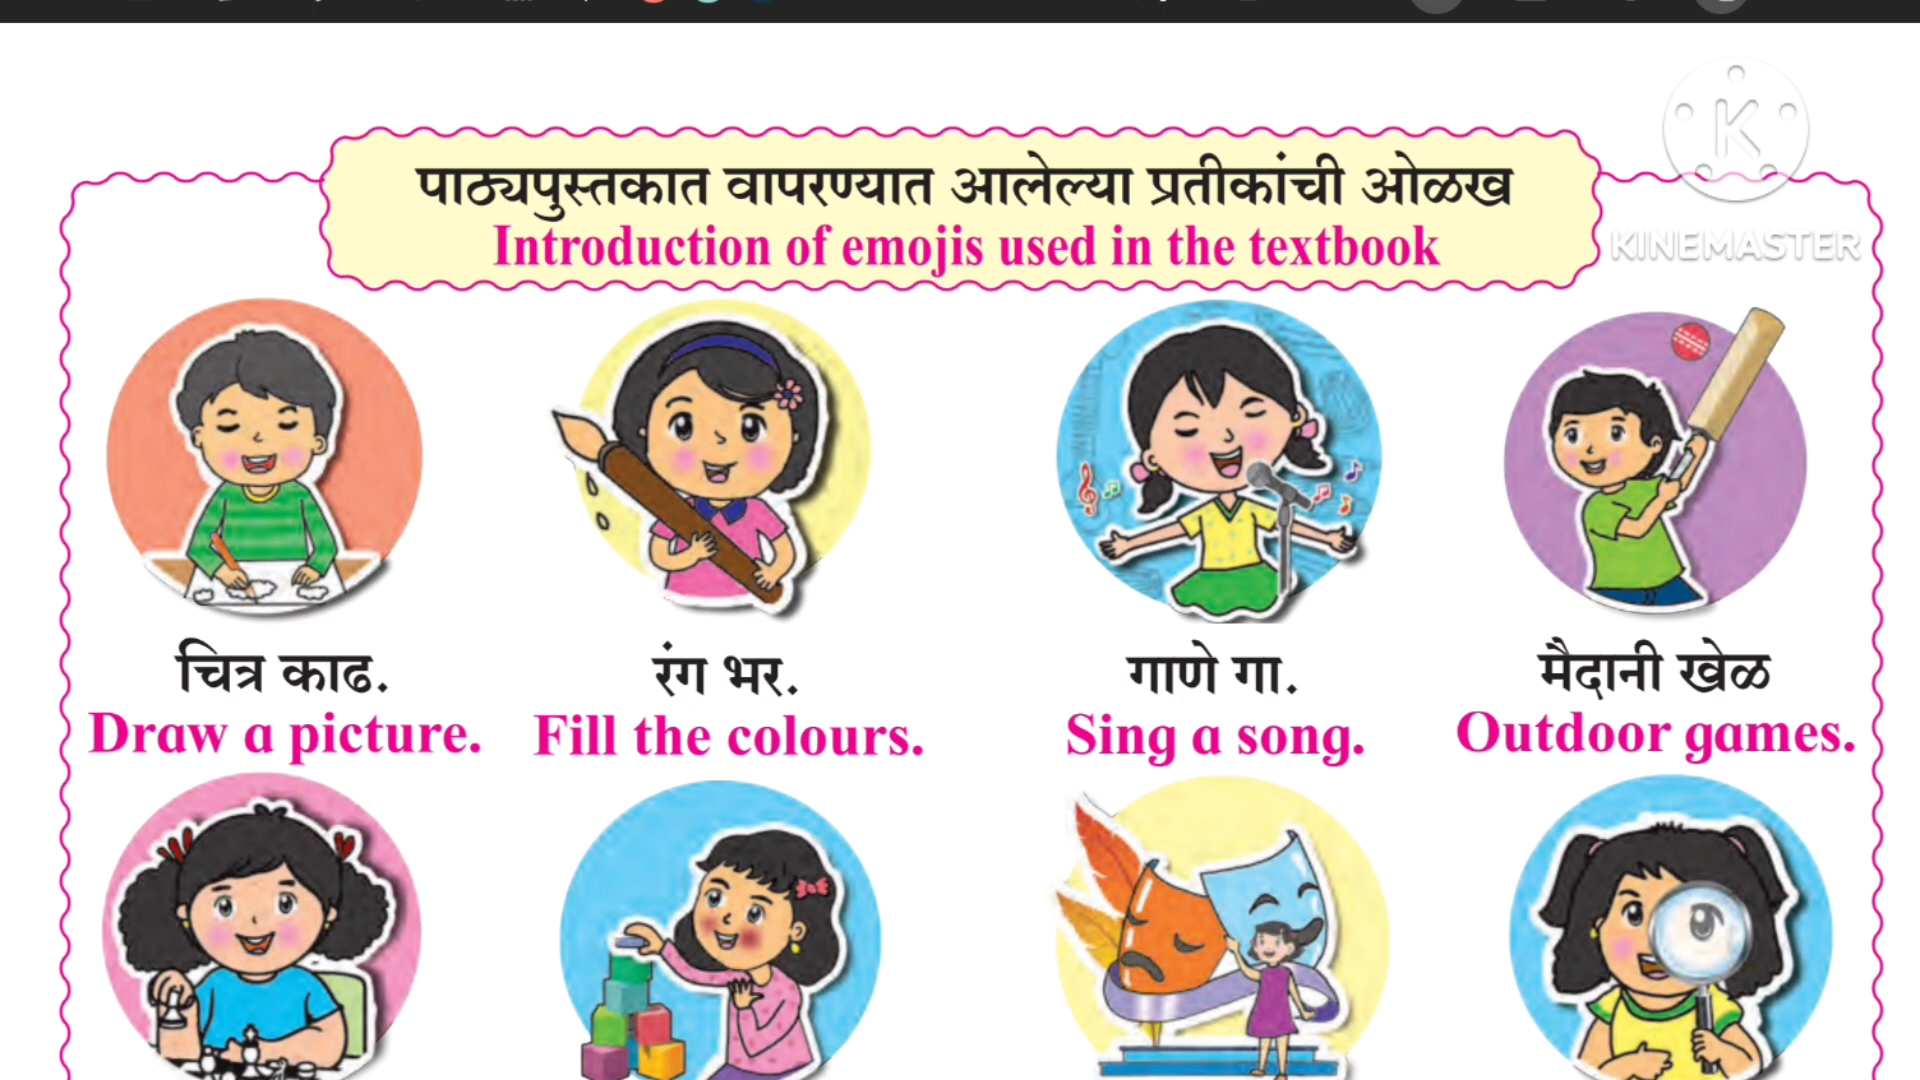 पाठ्यपुस्तकात वापरण्यात आलेल्या प्रतीकांची ओळख
Introduction of emojis used in the textbook
K
KINEMASTER
चित्र काढ.
रंग भर.
गाणे गा.
मैदानी खेळ
Draw a picture.
Fill the colours.
Sing a song.
Outdoor games.